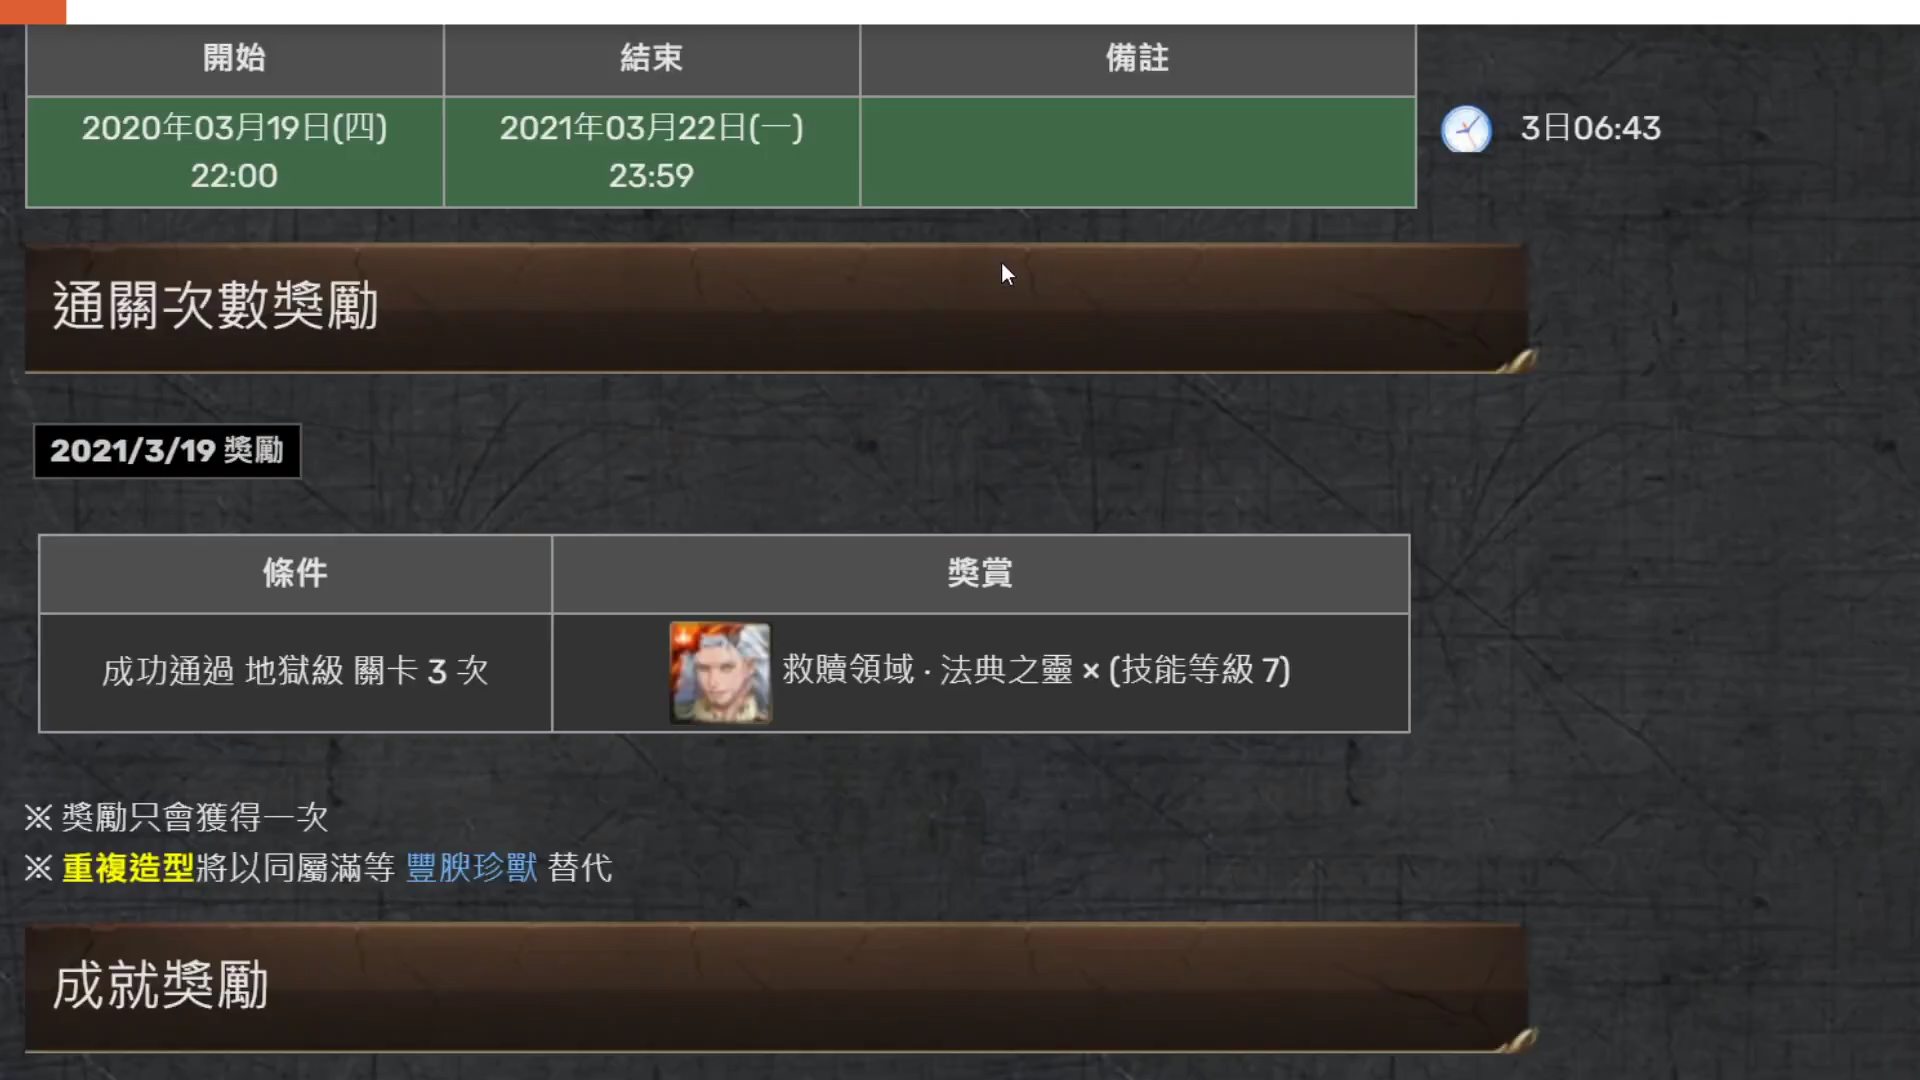 開始 結束 備註
2020年03月19日(四) 2021年03月22日(一) 3日06:43
22:00 23:59
通關次數獎勵
2021/3/19 獎勵
條件 獎賞
成功通過 地獄級 關卡 3 次 救贖領域 · 法典之靈 × (技能等級 7)
※ 獎勵只會獲得一次
※ 重複造型將以同屬滿等 豐腴珍獸 替代
成就獎勵